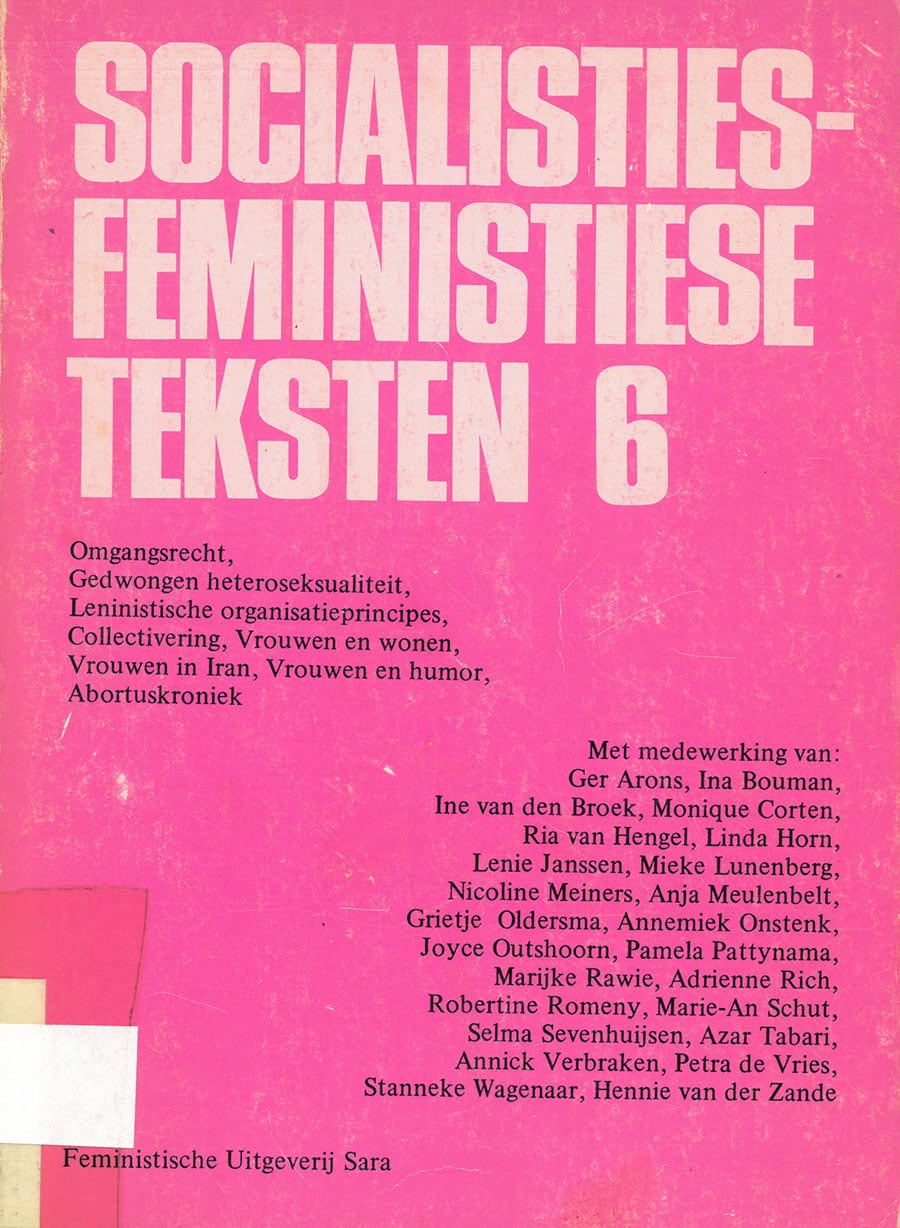 SOCIALISTIES-
FEMINISTIESE
TEKSTEN 6
Omgangsrecht,
Gedwongen heteroseksualiteit,
Leninistische organisatieprincipes,
Collectivering, Vrouwen en wonen,
Vrouwen in Iran, Vrouwen en humor,
Abortuskroniek
Met medewerking van:
Ger Arons, Ina Bouman,
Ine van den Broek, Monique Corten,
Ria van Hengel, Linda Horn,
Lenie Janssen, Mieke Lunenberg,
Nicoline Meiners, Anja Meulenbelt,
Grietje Oldersma, Annemiek Onstenk,
Joyce Outshoorn, Pamela Pattynama,
Marijke Rawie, Adrienne Rich,
Robertine Romeny, Marie-An Schut,
Selma Sevenhuijsen, Azar Tabari,
Annick Verbraken, Petra de Vries,
Stanneke Wagenaar, Hennie van der Zande
Feministische Uitgeverij Sara